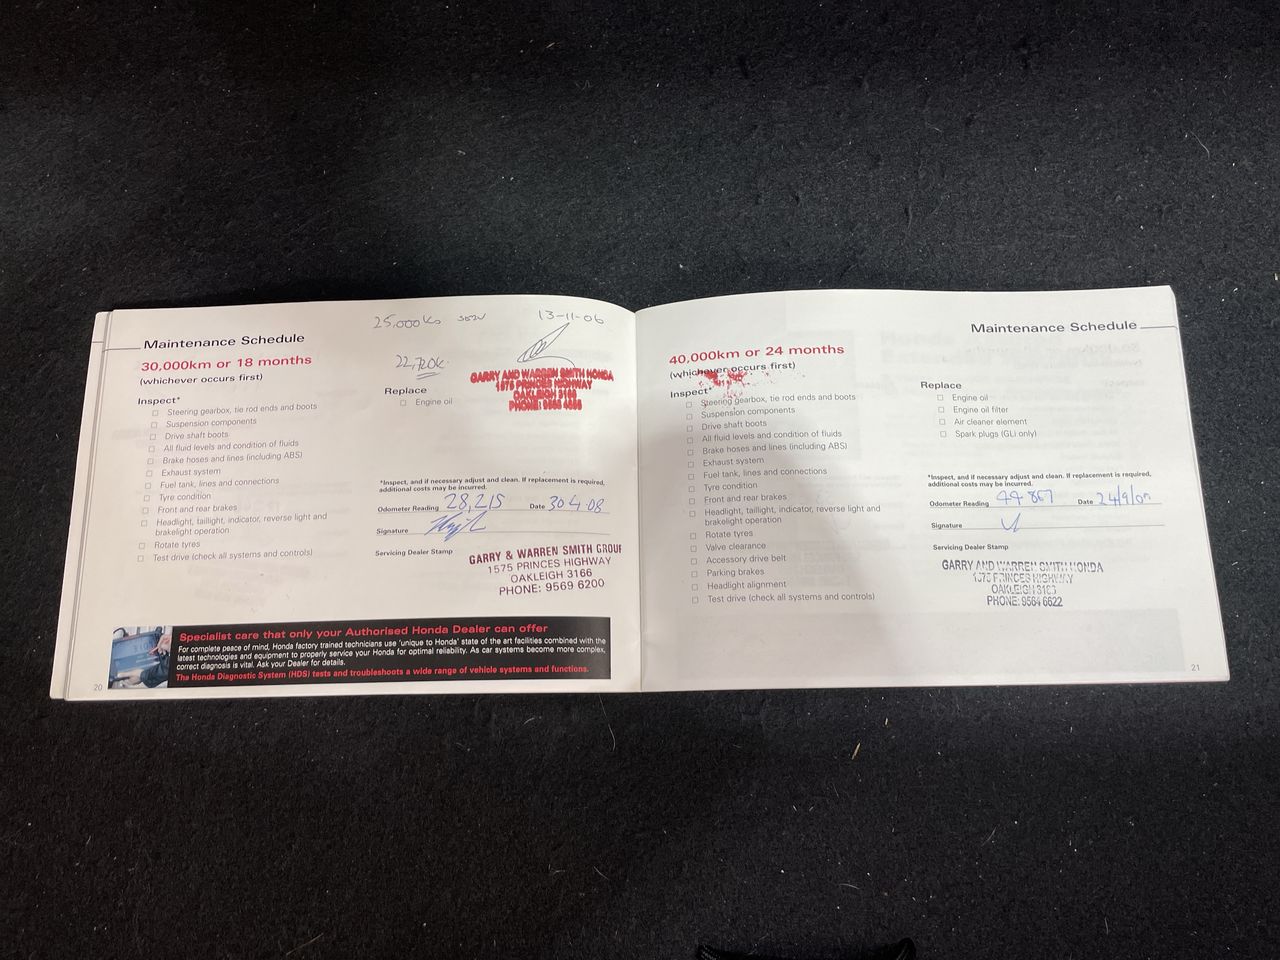 25,000Ks
13-11-06
Maintenance Schedule
30,000km or 18 months
(whichever occurs first)
22,720K.
GARRY AND WARREN SMITH HONDA
1575 PRINCES HIGHWAY
OAKLEIGH 3166
PHONE:
Inspect*
Steering gearbox, tie rod ends and boots
Suspension components
Drive shaft boots
All fluid levels and condition of fluids
Brake hoses and lines (including ABS)
Exhaust system
Fuel tank, lines and connections
Tyre condition
Front and rear brakes
Headlight, taillight, indicator, reverse light and
brakelight operation
Rotate tyres
Test drive (check all systems and controls)
Replace
Engine oil
*Inspect, and if necessary adjust and clean. If replacement is required,
additional costs may be incurred.
Odometer Reading 28,215 Date 30.4.08
Signature
Servicing Dealer Stamp
GARRY & WARREN SMITH GROUP
1575 PRINCES HIGHWAY
OAKLEIGH 3166
PHONE: 9569 6200
Specialist care that only your Authorised Honda Dealer can offer
For complete peace of mind, Honda factory trained technicians use 'unique to Honda' state of the art facilities combined with the
latest technologies and equipment to properly service your Honda for optimal reliability. As car systems become more complex,
correct diagnosis is vital. Ask your Dealer for details.
The Honda Diagnostic System (HDS) tests and troubleshoots a wide range of vehicle systems and functions.
20
Maintenance Schedule
40,000km or 24 months
(whichever occurs first)
Inspect*
Steering gearbox, tie rod ends and boots
Suspension components
Drive shaft boots
All fluid levels and condition of fluids
Brake hoses and lines (including ABS)
Exhaust system
Fuel tank, lines and connections
Tyre condition
Front and rear brakes
Headlight, taillight, indicator, reverse light and
brakelight operation
Rotate tyres
Valve clearance
Accessory drive belt
Parking brakes
Headlight alignment
Test drive (check all systems and controls)
Replace
Engine oil
Engine oil filter
Air cleaner element
Spark plugs (GLi only)
*Inspect, and if necessary adjust and clean. If replacement is required,
additional costs may be incurred.
Odometer Reading 44 867 Date
Signature
Servicing Dealer Stamp
GARRY AND WARREN SMITH HONDA
1575 PRINCES HIGHWAY
OAKLEIGH 3166
PHONE: 9564 6622
21